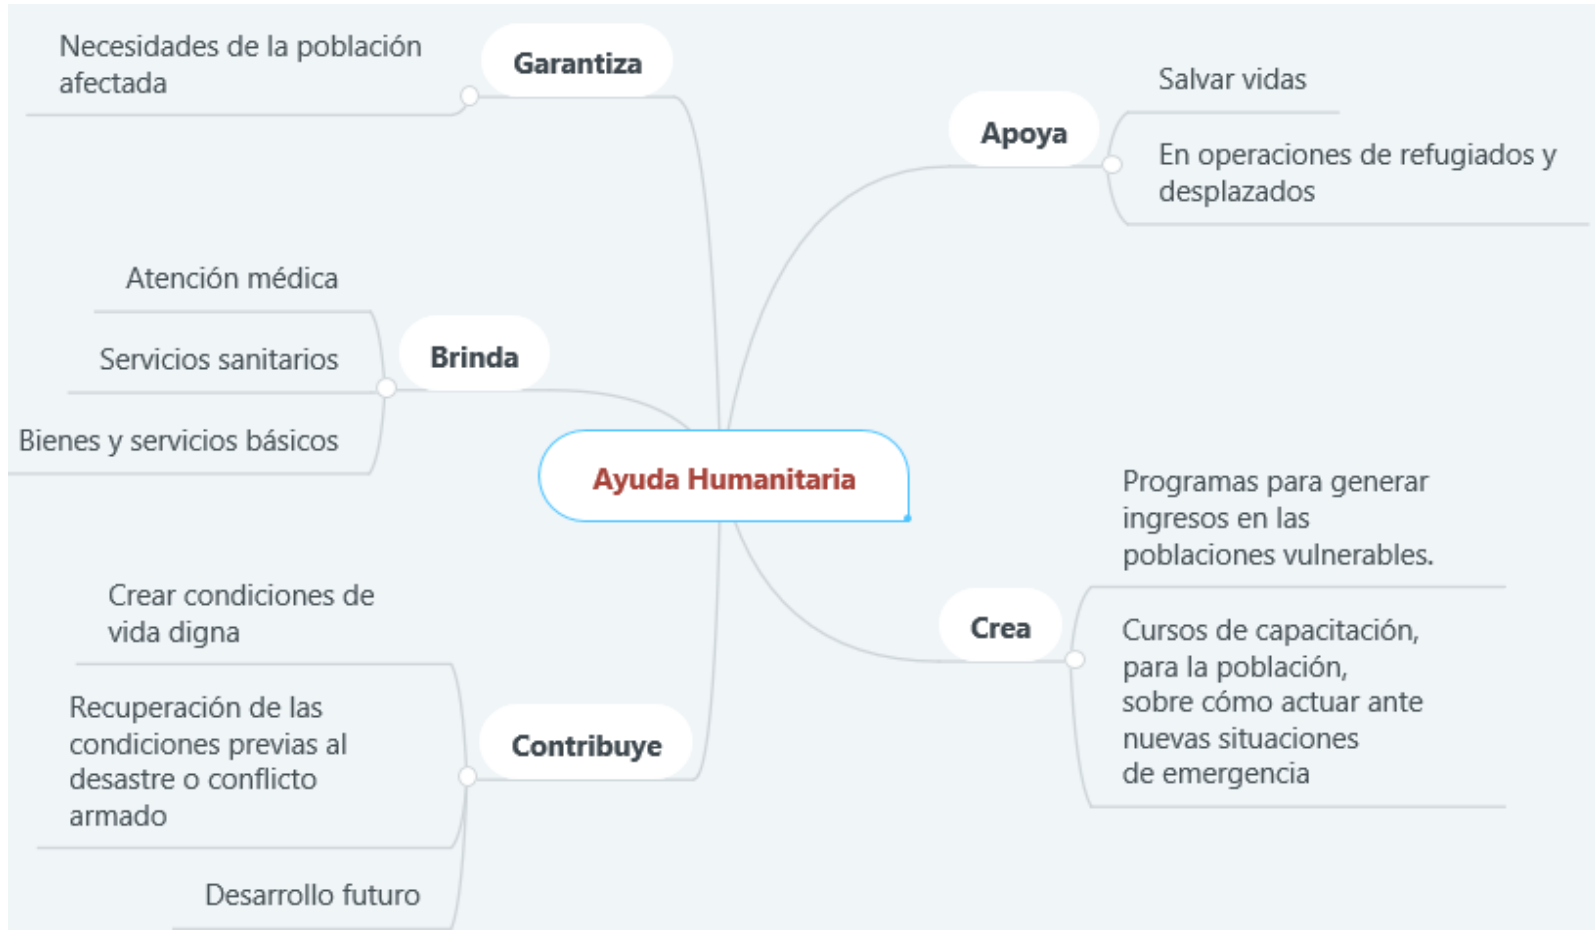 Necesidades de la población
afectada
Garantiza
Salvar vidas
Apoya
En operaciones de refugiados y
desplazados
Atención médica
Servicios sanitarios
Brinda
Bienes y servicios básicos
Ayuda Humanitaria
Programas para generar
ingresos en las
poblaciones vulnerables.
Crea
Cursos de capacitación,
para la población,
sobre cómo actuar ante
nuevas situaciones
de emergencia
Crear condiciones de
vida digna
Recuperación de las
condiciones previas al
desastre o conflicto
armado
Contribuye
Desarrollo futuro